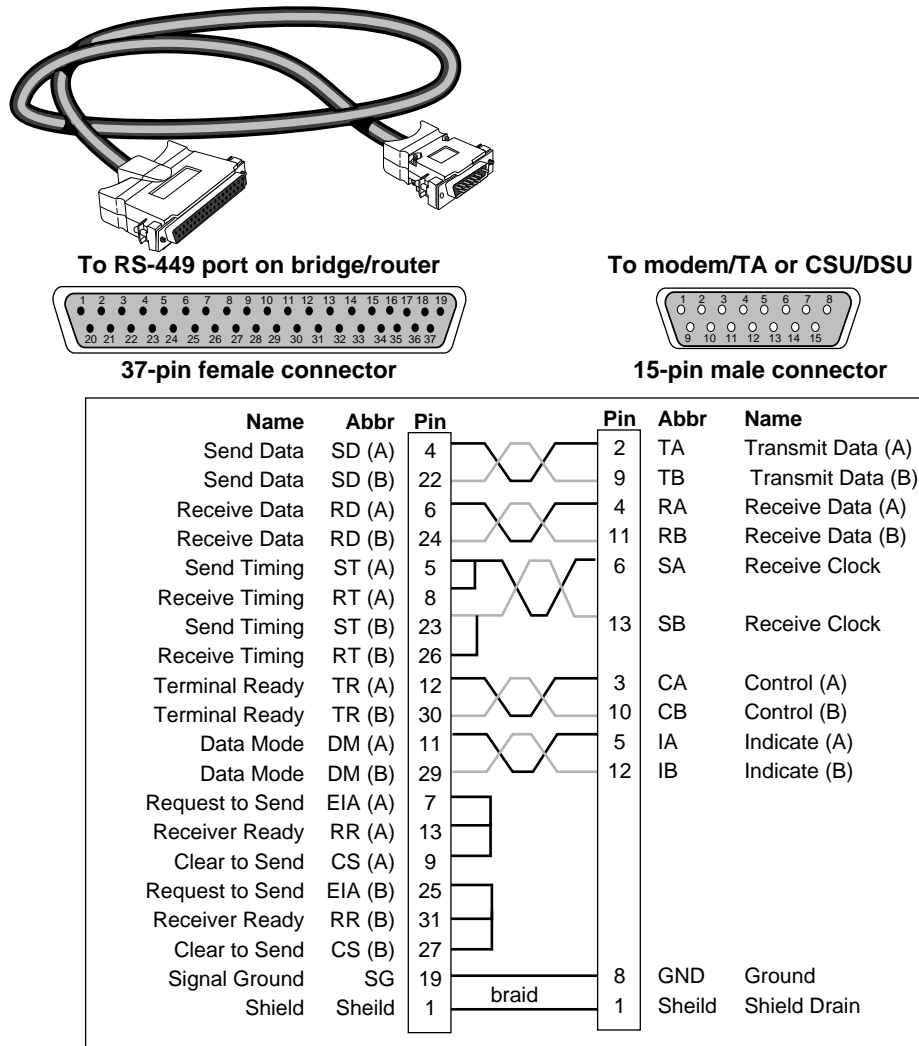 To RS-449 port on bridge/router To modem/TA or CSU/DSU
1 2 3 4 5 6 7 8 9 10 11 12 13 14 15 16 17 18 19 1 2 3 4 5 6 7 8
20 21 22 23 24 25 26 27 28 29 30 31 32 33 34 35 36 37 9 10 11 12 13 14 15
37-pin female connector 15-pin male connector
Name Abbr Pin Pin Abbr Name
Send Data SD (A) 4 2 TA Transmit Data (A)
Send Data SD (B) 22 9 TB Transmit Data (B)
Receive Data RD (A) 6 4 RA Receive Data (A)
Receive Data RD (B) 24 11 RB Receive Data (B)
Send Timing ST (A) 5 6 SA Receive Clock
Receive Timing RT (A) 8
Send Timing ST (B) 23 13 SB Receive Clock
Receive Timing RT (B) 26
Terminal Ready TR (A) 12 3 CA Control (A)
Terminal Ready TR (B) 30 10 CB Control (B)
Data Mode DM (A) 11 5 IA Indicate (A)
Data Mode DM (B) 29 12 IB Indicate (B)
Request to Send EIA (A) 7
Receiver Ready RR (A) 13
Clear to Send CS (A) 9
Request to Send EIA (B) 25
Receiver Ready RR (B) 31
Clear to Send CS (B) 27
Signal Ground SG 19 8 GND Ground
braid
Shield Sheild 1 1 Sheild Shield Drain